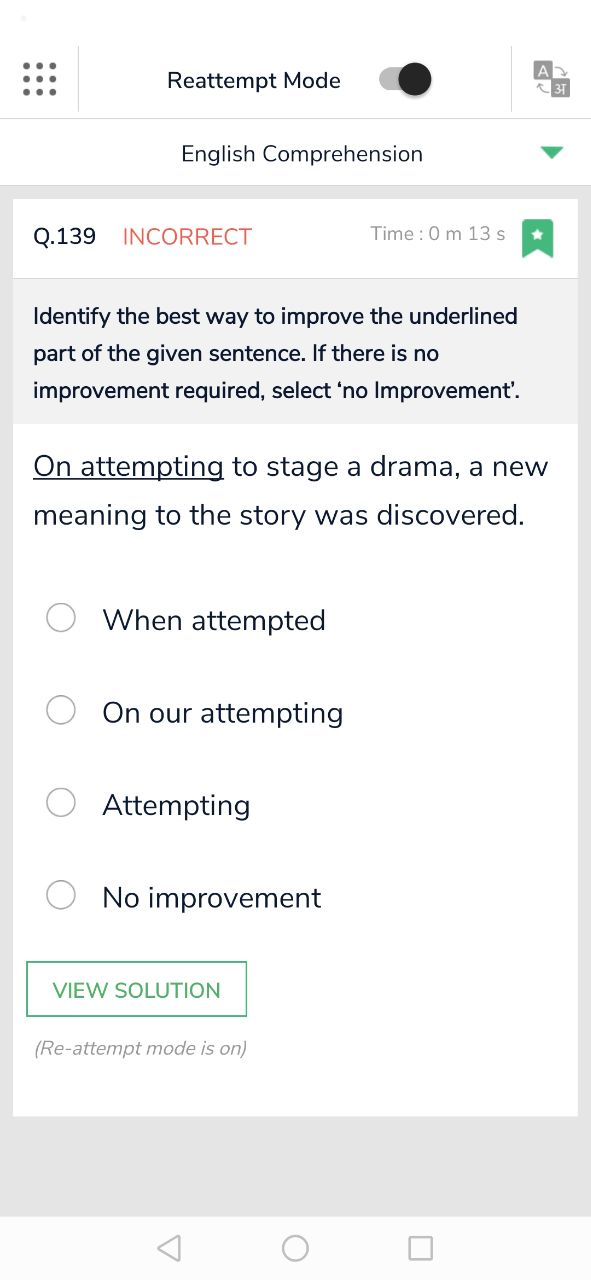 Reattempt Mode
A
अ
English Comprehension
Q.139 INCORRECT Time : 0 m 13 s
Identify the best way to improve the underlined
part of the given sentence. If there is no
improvement required, select ‘no Improvement’.
On attempting to stage a drama, a new
meaning to the story was discovered.
When attempted
On our attempting
Attempting
No improvement
VIEW SOLUTION
(Re-attempt mode is on)